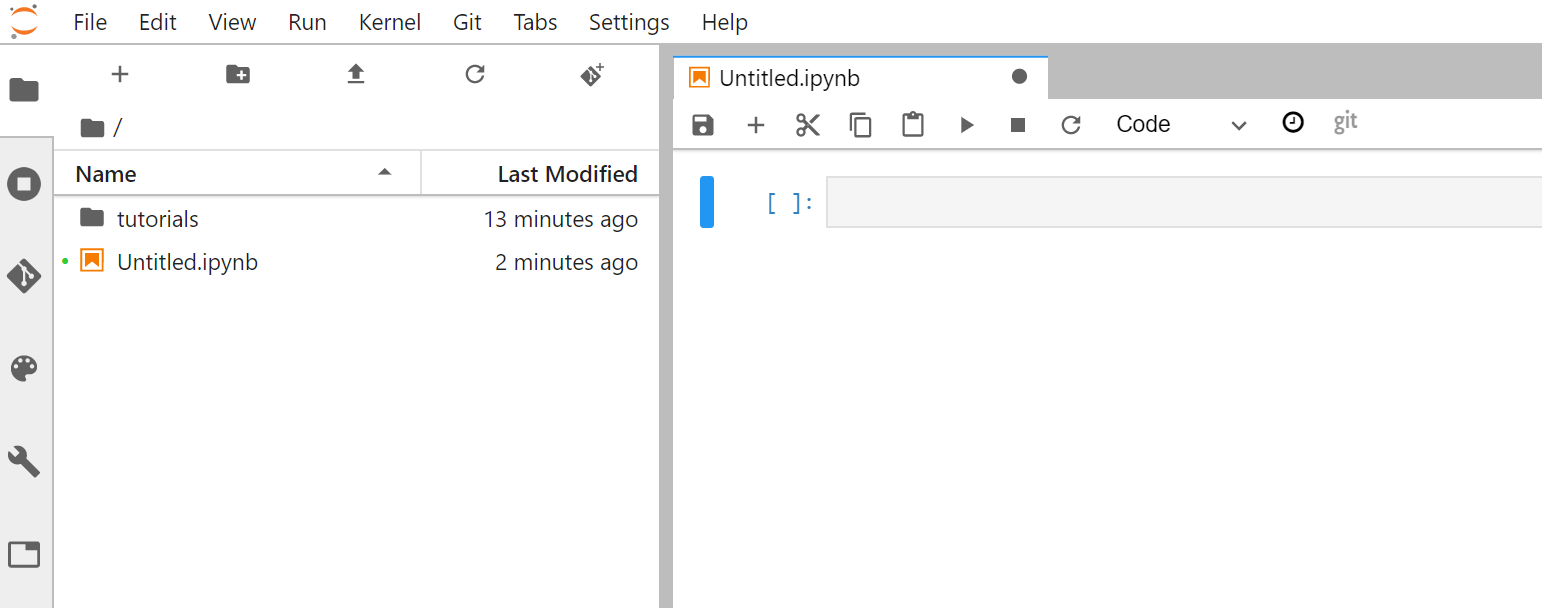 File Edit View Run Kernel Git Tabs Settings Help
Untitled.ipynb
/
Code git
Name Last Modified
tutorials 13 minutes ago
[ ]:
Untitled.ipynb 2 minutes ago